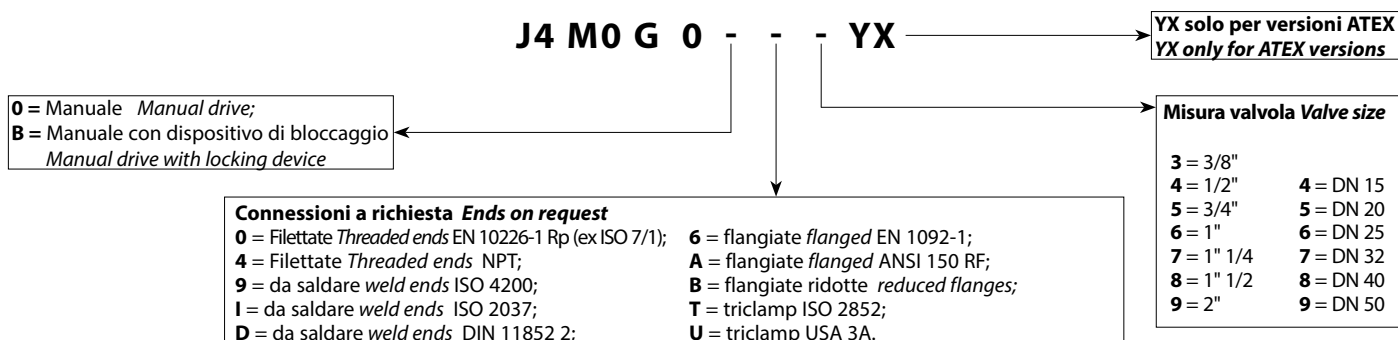 J4 M0 G 0 - - - YX
YX solo per versioni ATEX
YX only for ATEX versions
0 = Manuale Manual drive;
B = Manuale con dispositivo di bloccaggio
Manual drive with locking device
Misura valvola Valve size
3 = 3/8"
4 = 1/2" 4 = DN 15
5 = 3/4" 5 = DN 20
6 = 1" 6 = DN 25
7 = 1" 1/4 7 = DN 32
8 = 1" 1/2 8 = DN 40
9 = 2" 9 = DN 50
Connessioni a richiesta Ends on request
0 = Filettate Threaded ends EN 10226-1 Rp (ex ISO 7/1); 6 = flangiate flanged EN 1092-1;
4 = Filettate Threaded ends NPT; A = flangiate flanged ANSI 150 RF;
9 = da saldare weld ends ISO 4200; B = flangiate ridotte reduced flanges;
I = da saldare weld ends ISO 2037; T = triclamp ISO 2852;
D = da saldare weld ends DIN 11852 2; U = triclamp USA 3A.